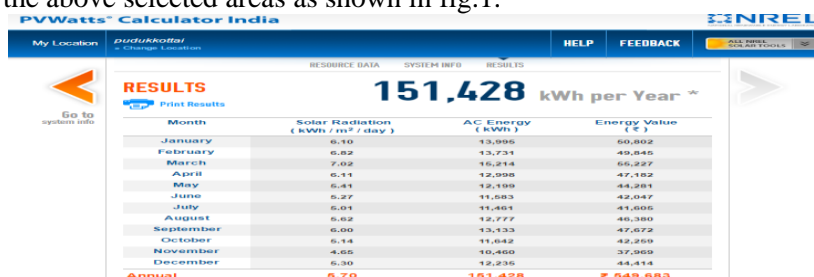 the above selected areas as shown in fig.1.
PVWatts® Calculator India
NREL
My Location
pudukkottai
» Change Location
HELP
FEEDBACK
ALL NREL
SOLAR TOOLS
RESOURCE DATA
SYSTEM INFO
RESULTS
RESULTS
Print Results
151,428 kWh per Year *
Go to
system info
Month Solar Radiation AC Energy Energy Value
( kWh / m² / day ) ( kWh ) ( ₹ )
January 6.10 13,995 50,802
February 6.82 13,731 49,845
March 7.02 15,214 55,227
April 6.11 12,998 47,182
May 5.41 12,199 44,281
June 5.27 11,583 42,047
July 5.01 11,461 41,605
August 5.62 12,777 46,380
September 6.00 13,133 47,672
October 5.14 11,642 42,259
November 4.65 10,460 37,969
December 5.30 12,235 44,414
Annual 5.70 151,428 ₹ 549,683